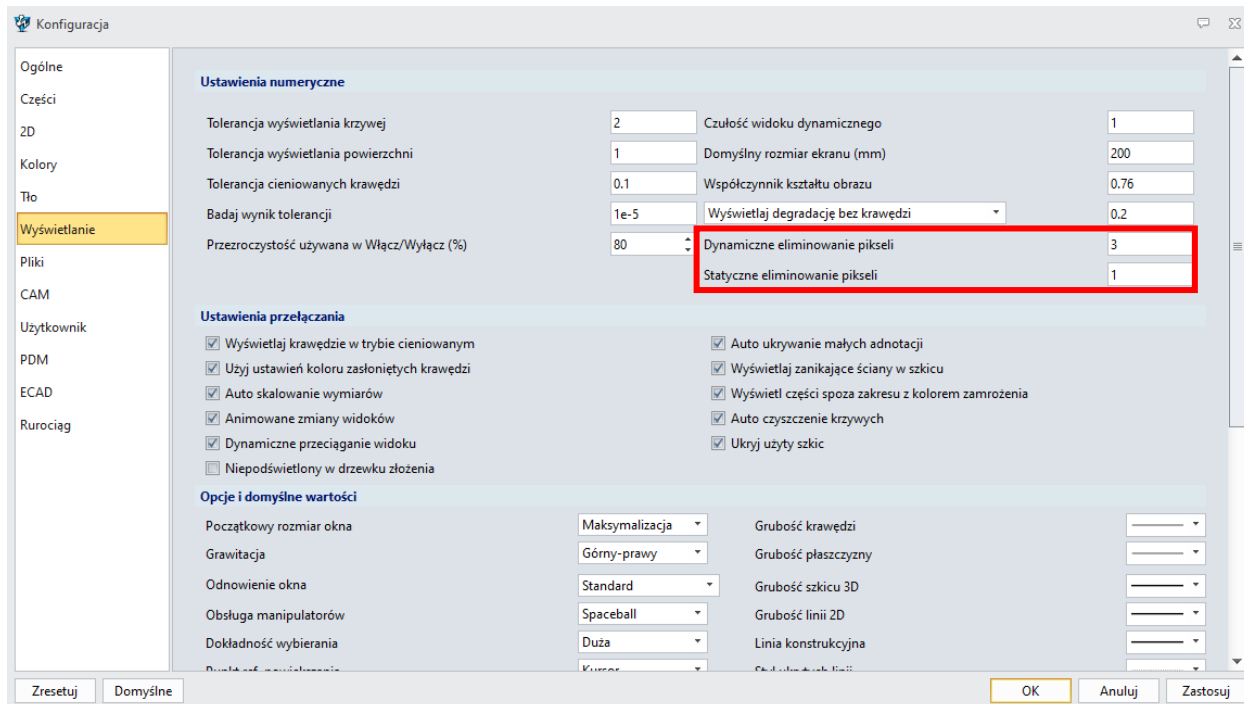 Konfiguracja
Ogólne
Części
2D
Kolory
Tło
Wyświetlanie
Pliki
CAM
Użytkownik
PDM
ECAD
Rurociąg
Ustawienia numeryczne
Tolerancja wyświetlania krzywej 2 Czułość widoku dynamicznego 1
Tolerancja wyświetlania powierzchni 1 Domyślny rozmiar ekranu (mm) 200
Tolerancja cieniowanych krawędzi 0.1 Współczynnik kształtu obrazu 0.76
Badaj wynik tolerancji 1e-5 Wyświetlaj degradację bez krawędzi 0.2
Przezroczystość używana w Włącz/Wyłącz (%) 80 Dynamiczne eliminowanie pikseli 3
Statyczne eliminowanie pikseli 1
Ustawienia przełączania
Wyświetlaj krawędzie w trybie cieniowanym Auto ukrywanie małych adnotacji
Użyj ustawień koloru zasłoniętych krawędzi Wyświetlaj zanikające ściany w szkicu
Auto skalowanie wymiarów Wyświetl części spoza zakresu z kolorem zamrożenia
Animowane zmiany widoków Auto czyszczenie krzywych
Dynamiczne przeciąganie widoku Ukryj użyty szkic
Niepodświetlony w drzewku złożenia
Opcje i domyślne wartości
Początkowy rozmiar okna Maksymalizacja Grubość krawędzi
Grawitacja Górny-prawy Grubość płaszczyzny
Odnowienie okna Standard Grubość szkicu 3D
Obsługa manipulatorów Spaceball Grubość linii 2D
Dokładność wybierania Duża Linia konstrukcyjna
Kursor
Zresetuj Domyślne OK Anuluj Zastosuj